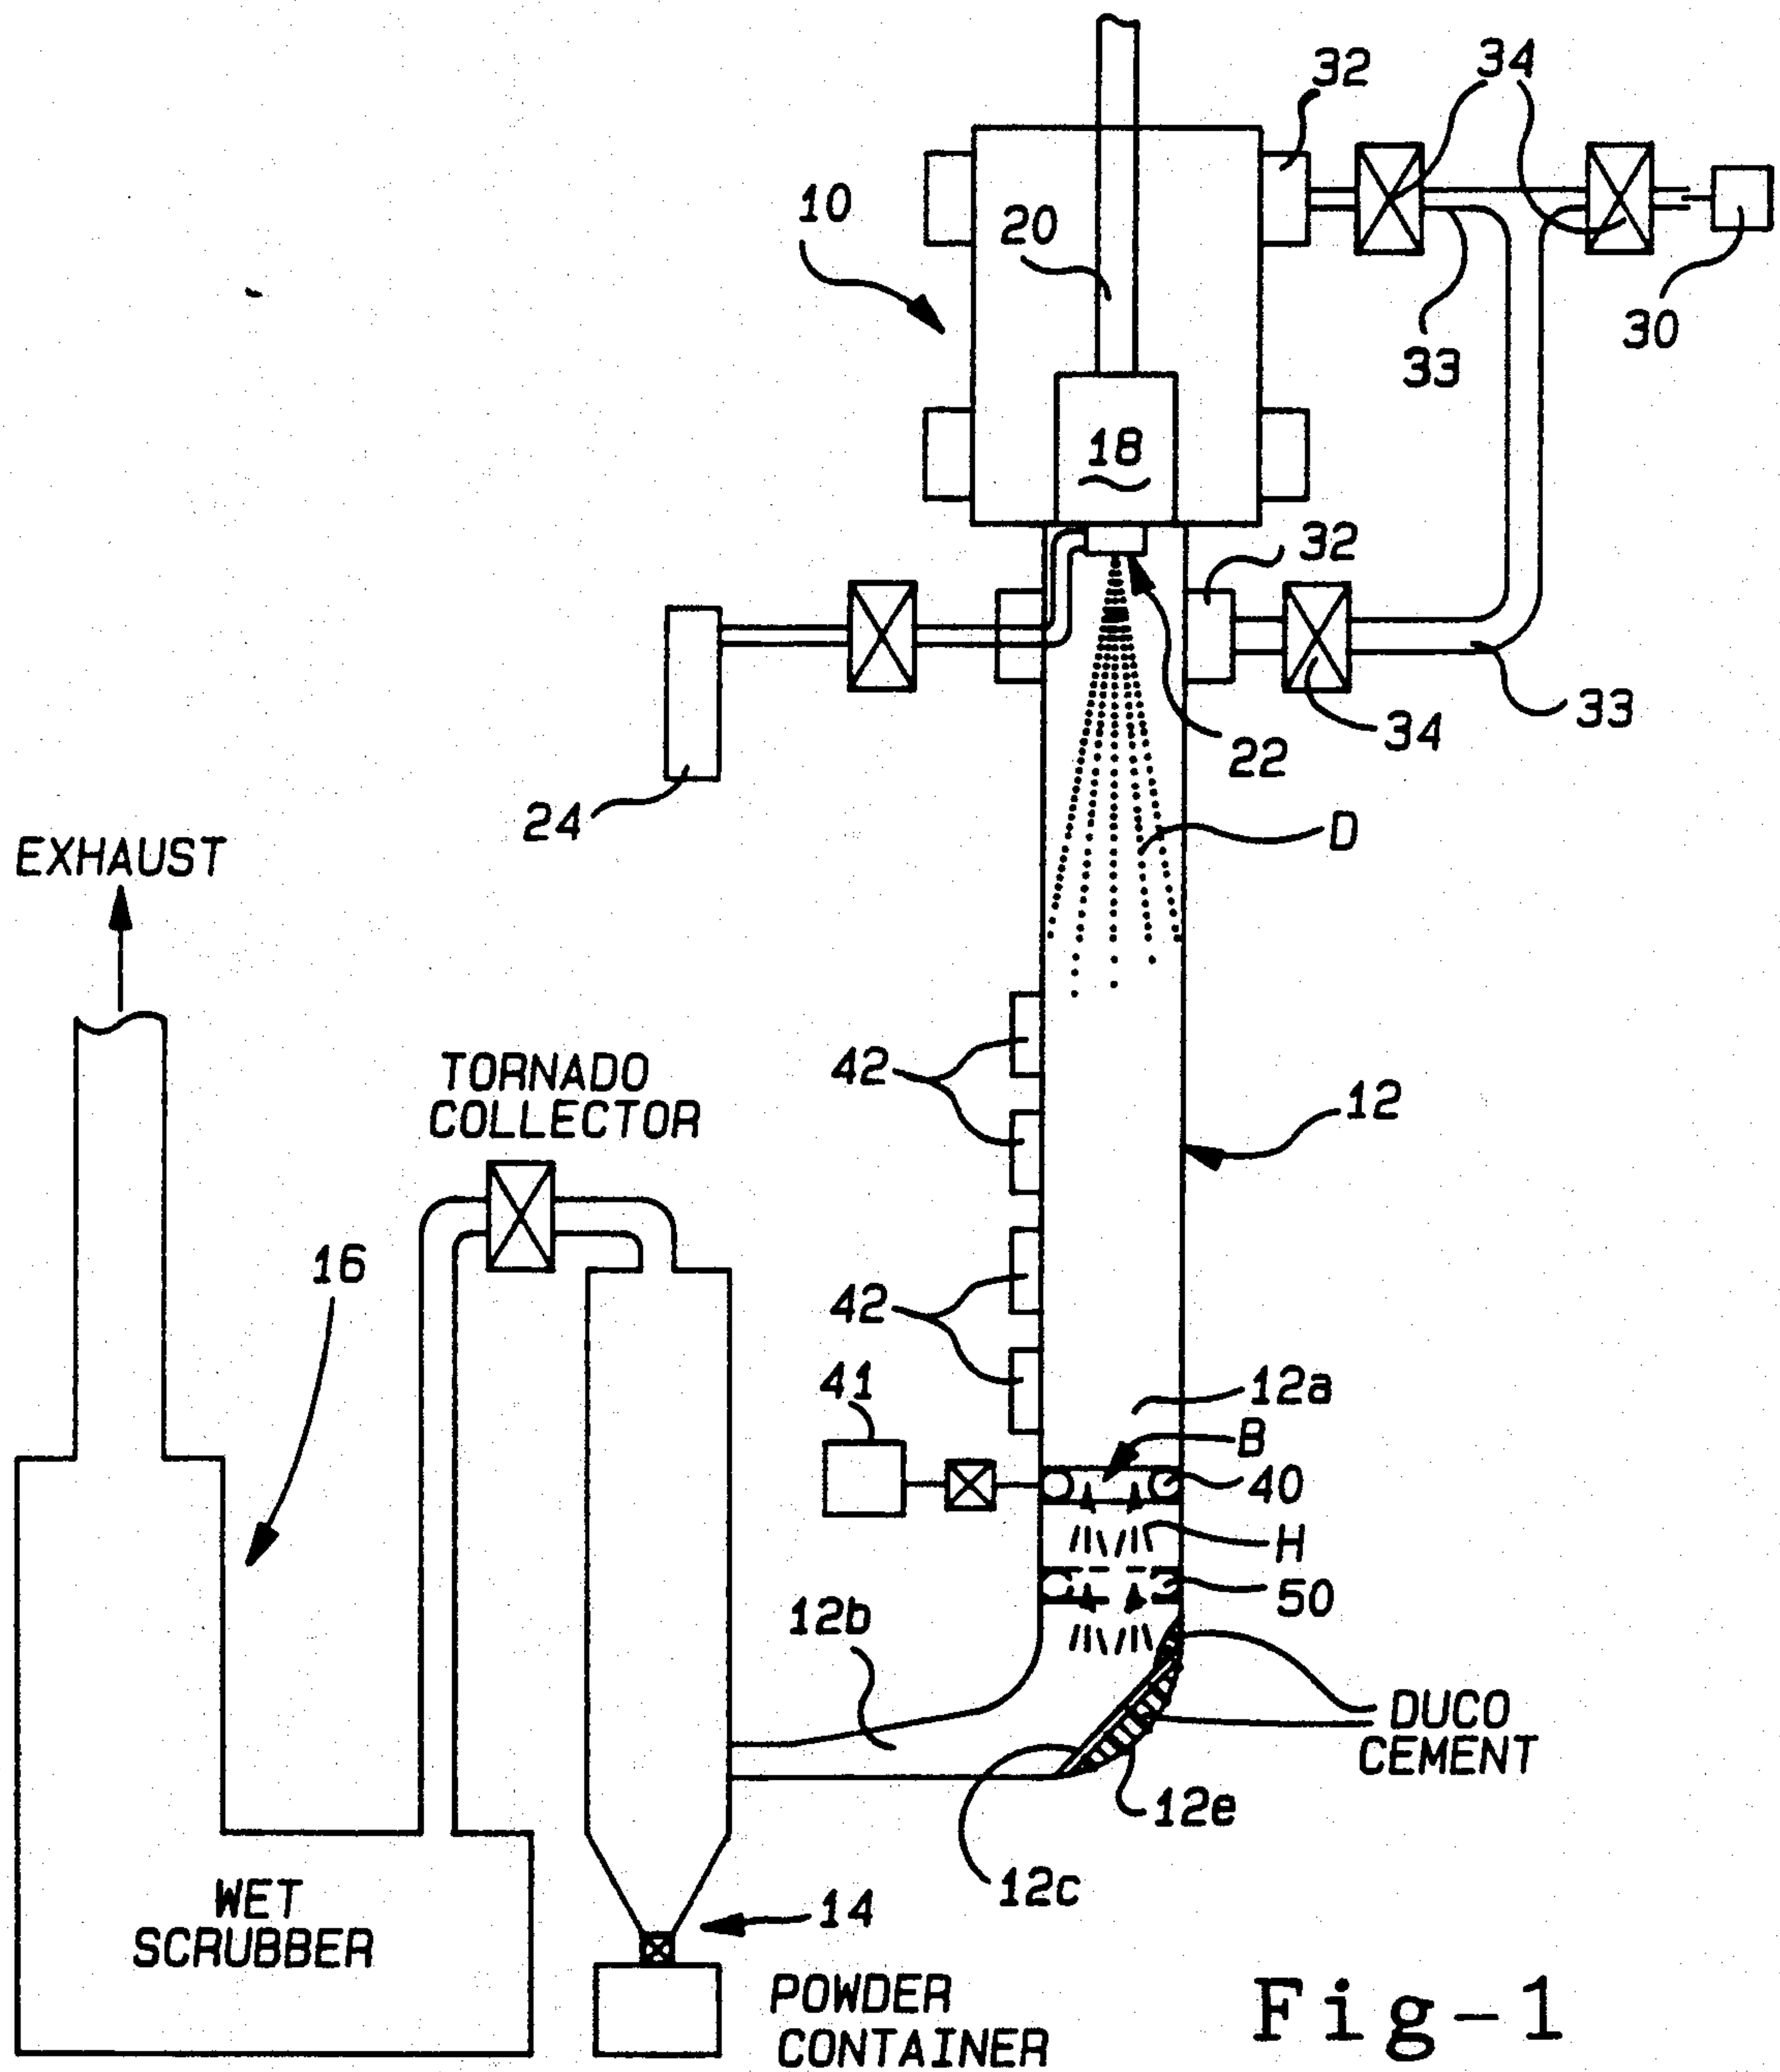 32
34
10
20
30
33
18
32
34
33
22
24
D
EXHAUST
42
TORNADO
COLLECTOR
12
16
42
41
12a
B
40
H
50
12b
DUCO
CEMENT
12e
12c
WET
SCRUBBER
14
POWDER
CONTAINER
Fig-1